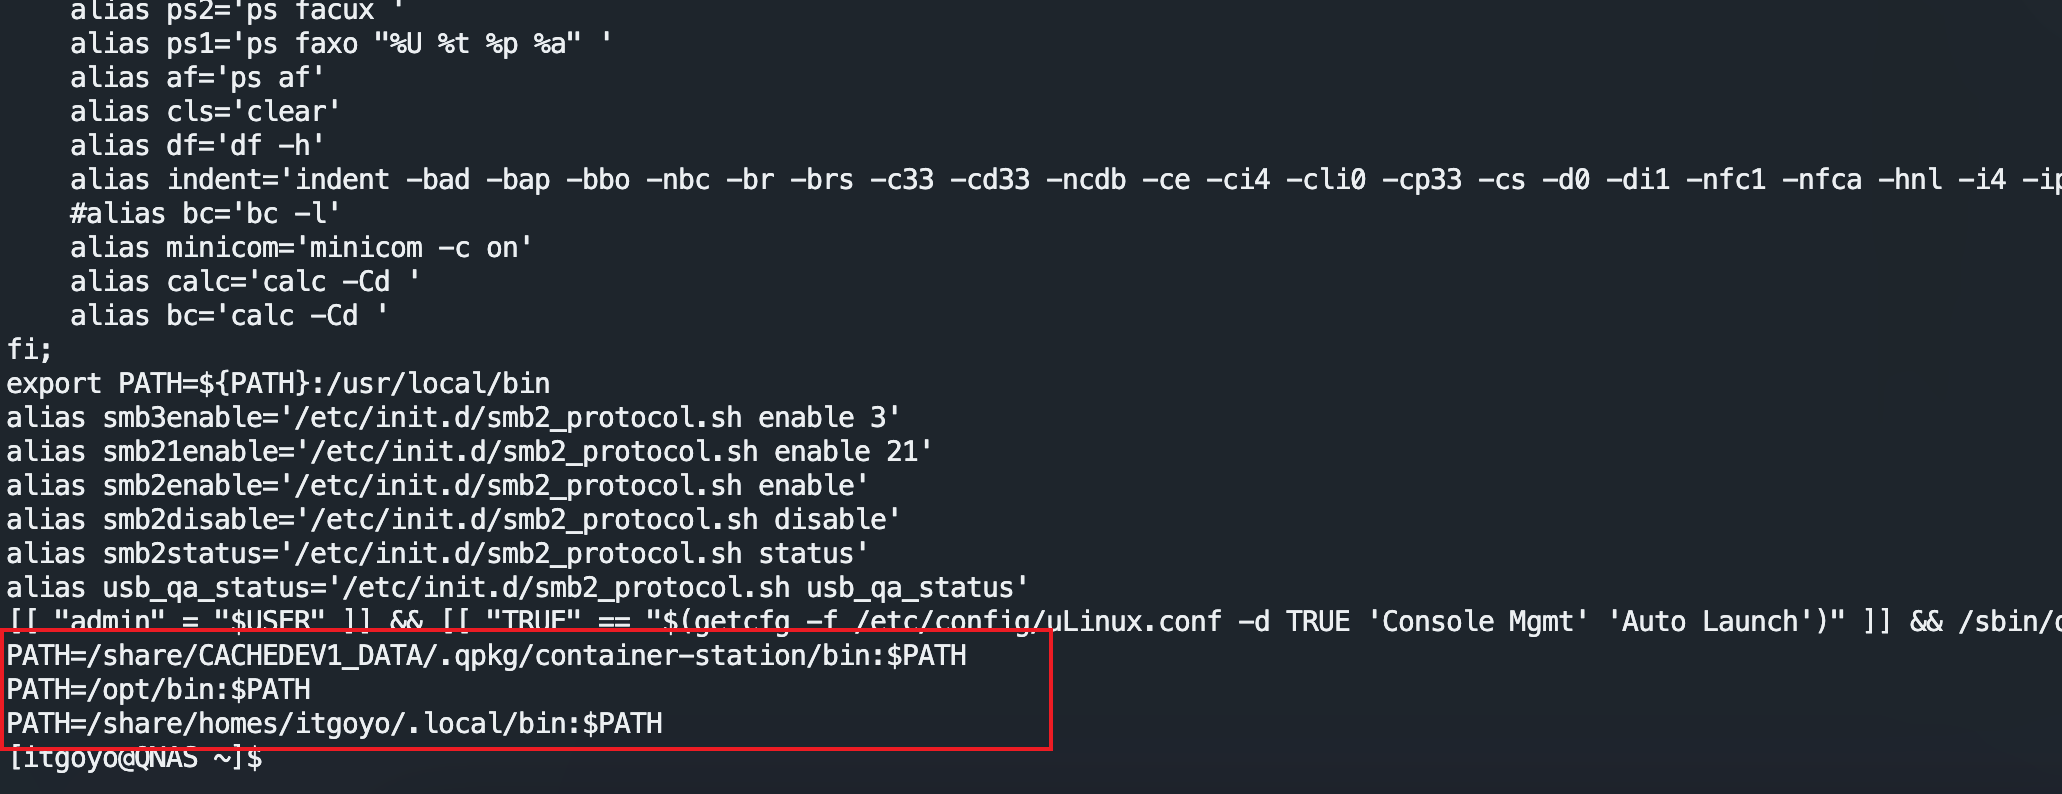 alias ps2='ps facux '
alias ps1='ps faxo "%U %t %p %a" '
alias af='ps af'
alias cls='clear'
alias df='df -h'
alias indent='indent -bad -bap -bbo -nbc -br -brs -c33 -cd33 -ncdb -ce -ci4 -cli0 -cp33 -cs -d0 -di1 -nfc1 -nfca -hnl -i4 -ip
#alias bc='bc -l'
alias minicom='minicom -c on'
alias calc='calc -Cd '
alias bc='calc -Cd '
fi;
export PATH=${PATH}:/usr/local/bin
alias smb3enable='/etc/init.d/smb2_protocol.sh enable 3'
alias smb21enable='/etc/init.d/smb2_protocol.sh enable 21'
alias smb2enable='/etc/init.d/smb2_protocol.sh enable'
alias smb2disable='/etc/init.d/smb2_protocol.sh disable'
alias smb2status='/etc/init.d/smb2_protocol.sh status'
alias usb_qa_status='/etc/init.d/smb2_protocol.sh usb_qa_status'
[[ "admin" = "$USER" ]] && [[ "TRUE" == "$(getcfg -f /etc/config/uLinux.conf -d TRUE 'Console Mgmt' 'Auto Launch')" ]] && /sbin/
PATH=/share/CACHEDEV1_DATA/.qpkg/container-station/bin:$PATH
PATH=/opt/bin:$PATH
PATH=/share/homes/itgoyo/.local/bin:$PATH
[itgoyo@QNAS ~]$